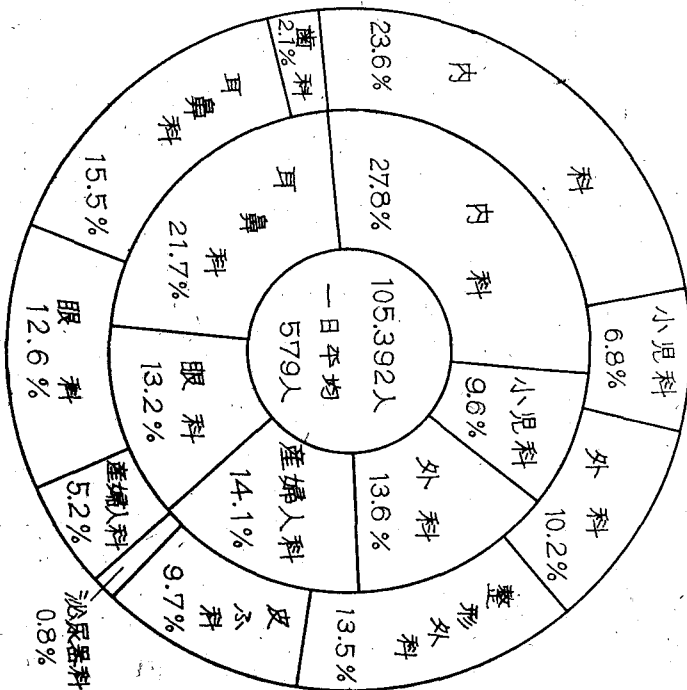 内科
23.6%
小児科
6.8%
外科
10.2%
整形外科
13.5%
皮ふ科
9.7%
泌尿器科
0.8%
産婦人科
5.2%
眼科
12.6%
耳鼻科
15.5%
歯科
2.1%
内科
27.8%
小児科
9.6%
外科
13.6%
産婦人科
14.1%
眼科
13.2%
耳鼻科
21.7%
105.392人
一日平均
579人